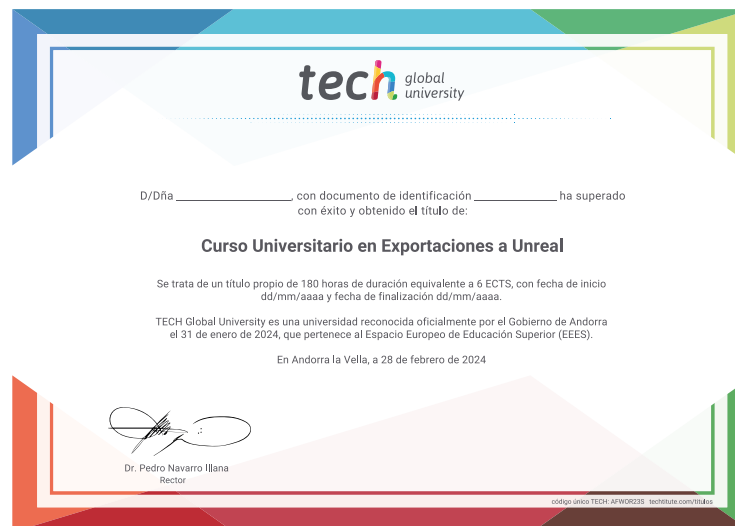 tech global university
D/Dña ______________________, con documento de identificación ________________ ha superado
con éxito y obtenido el título de:
Curso Universitario en Exportaciones a Unreal
Se trata de un título propio de 180 horas de duración equivalente a 6 ECTS, con fecha de inicio
dd/mm/aaaa y fecha de finalización dd/mm/aaaa.
TECH Global University es una universidad reconocida oficialmente por el Gobierno de Andorra
el 31 de enero de 2024, que pertenece al Espacio Europeo de Educación Superior (EEES).
En Andorra la Vella, a 28 de febrero de 2024
Dr. Pedro Navarro Illana
Rector
código único TECH: AFWOR23S techtitute.com/titulos